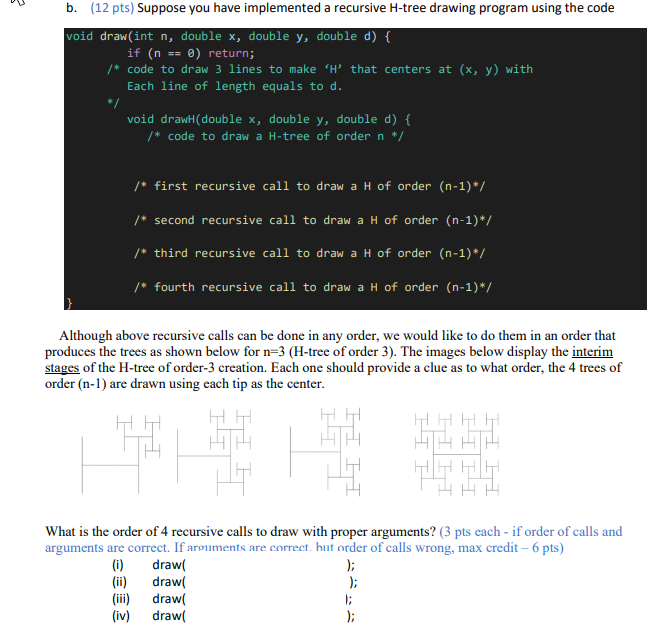 b. (12 pts) Suppose you have implemented a recursive H-tree drawing program using the code
void draw(int n, double x, double y, double d) {
if (n == 0) return;
/* code to draw 3 lines to make ‘H’ that centers at (x, y) with
Each line of length equals to d.
*/
void drawH(double x, double y, double d) {
/* code to draw a H-tree of order n */
/* first recursive call to draw a H of order (n-1)*/
/* second recursive call to draw a H of order (n-1)*/
/* third recursive call to draw a H of order (n-1)*/
/* fourth recursive call to draw a H of order (n-1)*/
}
Although above recursive calls can be done in any order, we would like to do them in an order that
produces the trees as shown below for n=3 (H-tree of order 3). The images below display the interim
stages of the H-tree of order-3 creation. Each one should provide a clue as to what order, the 4 trees of
order (n-1) are drawn using each tip as the center.
What is the order of 4 recursive calls to draw with proper arguments? (3 pts each - if order of calls and
arguments are correct. If arguments are correct, but order of calls wrong, max credit – 6 pts)
(i) draw( );
(ii) draw( );
(iii) draw( );
(iv) draw( );